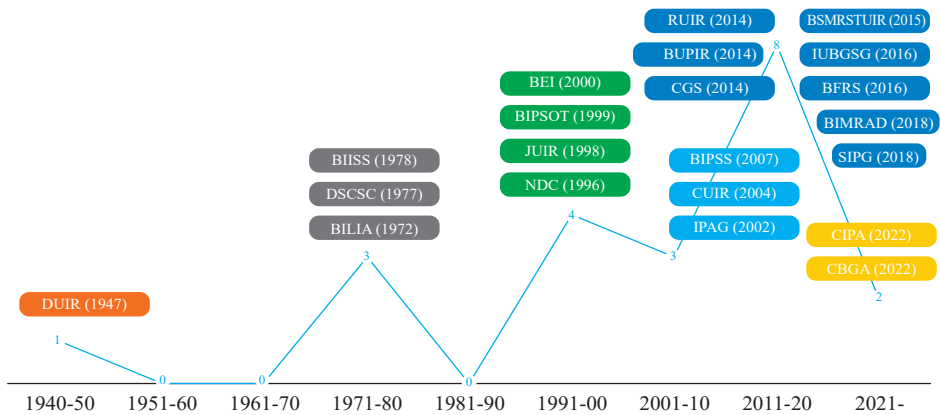 RUIR (2014)
BSMRSTUIR (2015)
BUPIR (2014)
IUBGSG (2016)
8
BEI (2000)
CGS (2014)
BFRS (2016)
BIPSOT (1999)
BIMRAD (2018)
BIISS (1978)
JUIR (1998)
BIPSS (2007)
SIPG (2018)
DSCSC (1977)
NDC (1996)
CUIR (2004)
4
BILIA (1972)
IPAG (2002)
CIPA (2022)
3
3
CBGA (2022)
DUIR (1947)
2
1
0
0
0
1940-50
1951-60
1961-70
1971-80
1981-90
1991-00
2001-10
2011-20
2021-